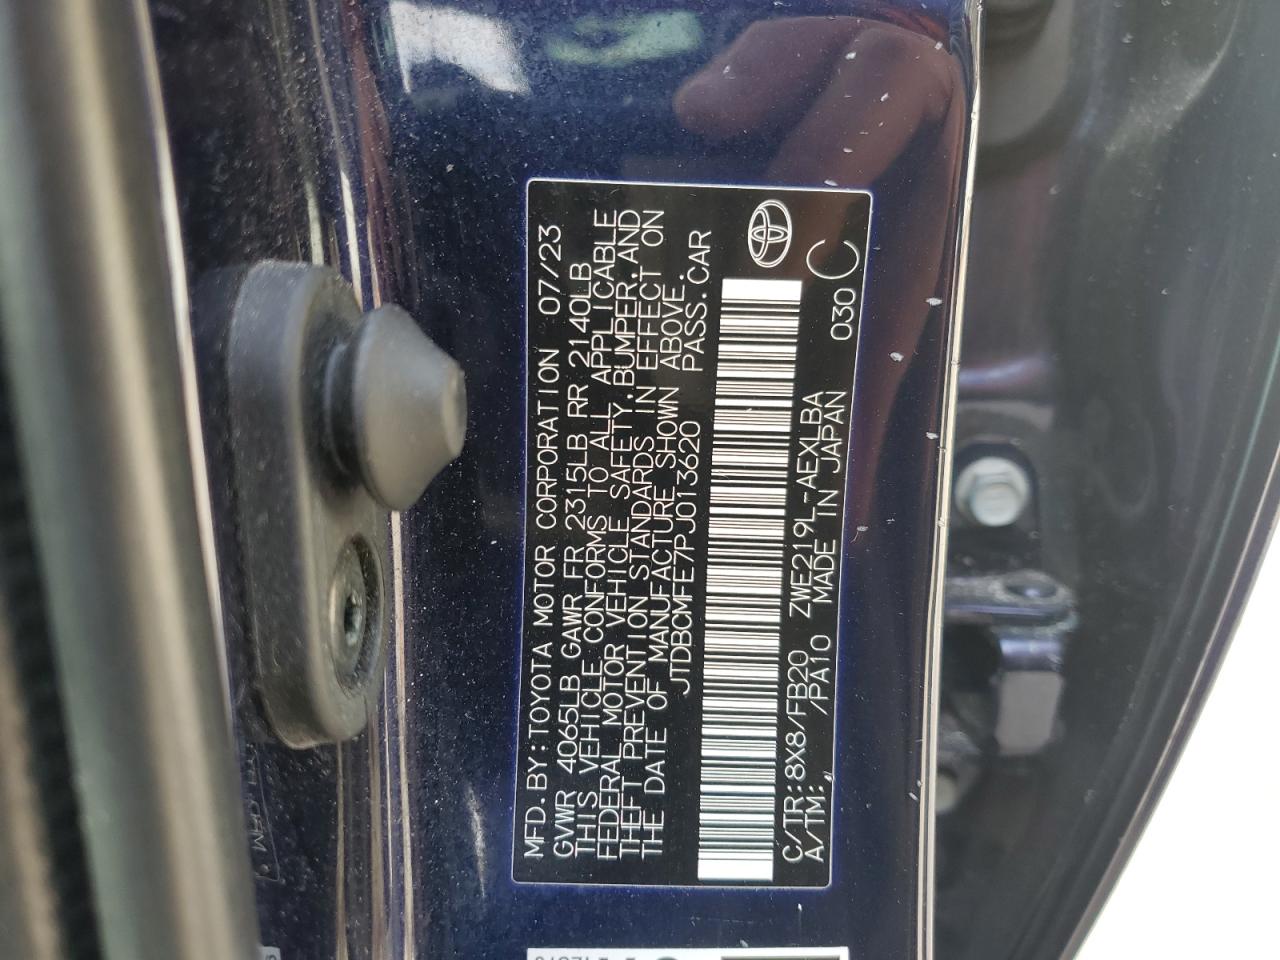 MFD.BY:TOYOTA MOTOR CORPORATION 07/23
GVWR 4065LB GAWR FR 2315LB RR 2140LB
THIS VEHICLE CONFORMS TO ALL APPLICABLE
FEDERAL MOTOR VEHICLE SAFETY,BUMPER,AND
THEFT PREVENTION STANDARDS IN EFFECT ON
THE DATE OF MANUFACTURE SHOWN ABOVE.
JTDBCMFE7PJ013620 PASS.CAR
C/TR:8X8/FB20 ZWE219L-AEXLBA 030 C
A/TM: /PA10 MADE IN JAPAN